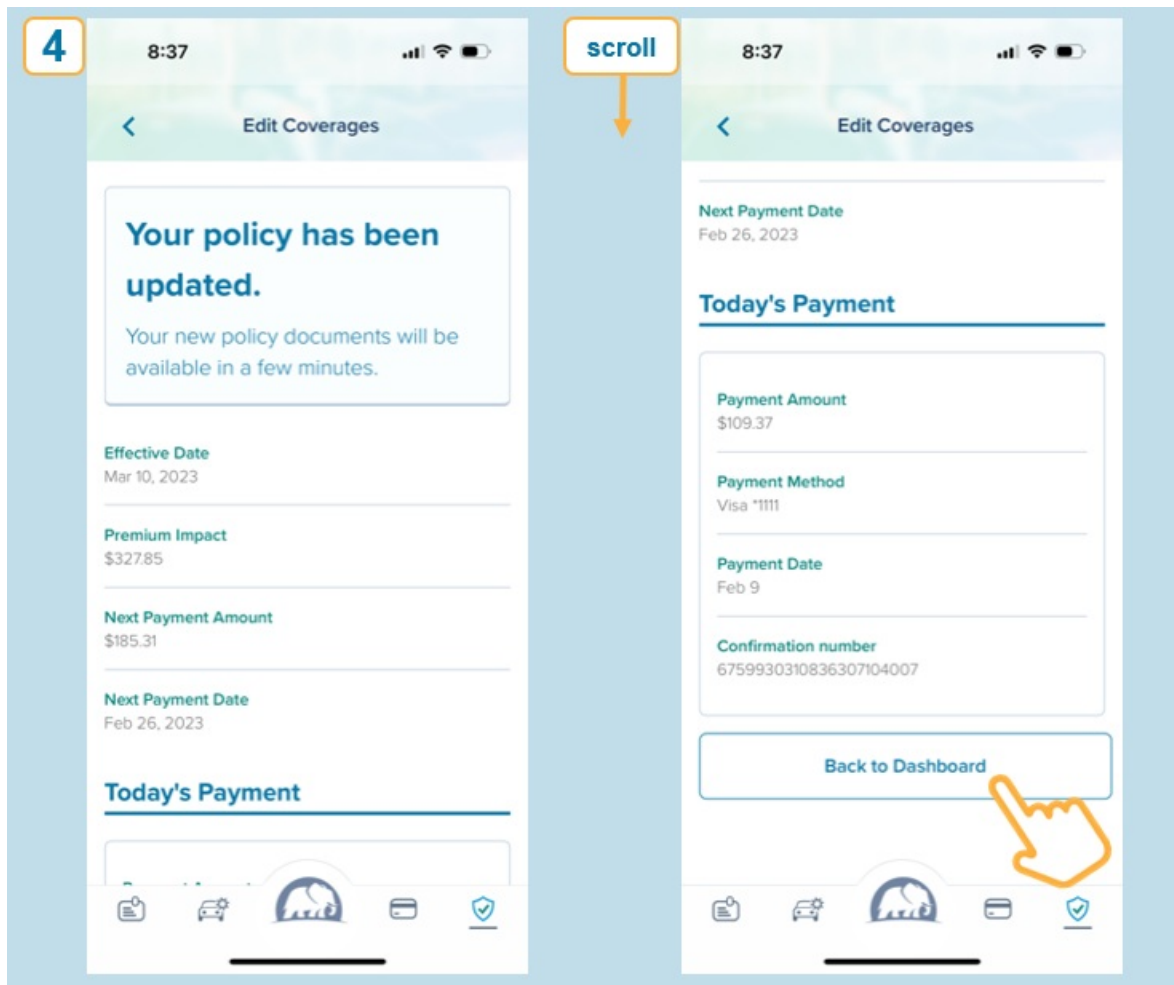 4
8:37
Edit Coverages
Your policy has been
updated.
Your new policy documents will be
available in a few minutes.
Effective Date
Mar 10, 2023
Premium Impact
$327.85
Next Payment Amount
$185.31
Next Payment Date
Feb 26, 2023
Today's Payment
scroll
8:37
Edit Coverages
Next Payment Date
Feb 26, 2023
Today's Payment
Payment Amount
$109.37
Payment Method
Visa *1111
Payment Date
Feb 9
Confirmation number
6759930310836307104007
Back to Dashboard